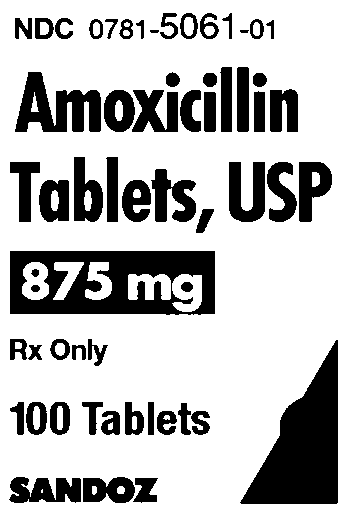 NDC 0781-5061-01
Amoxicillin
Tablets, USP
875 mg
Rx Only
100 Tablets
SANDOZ